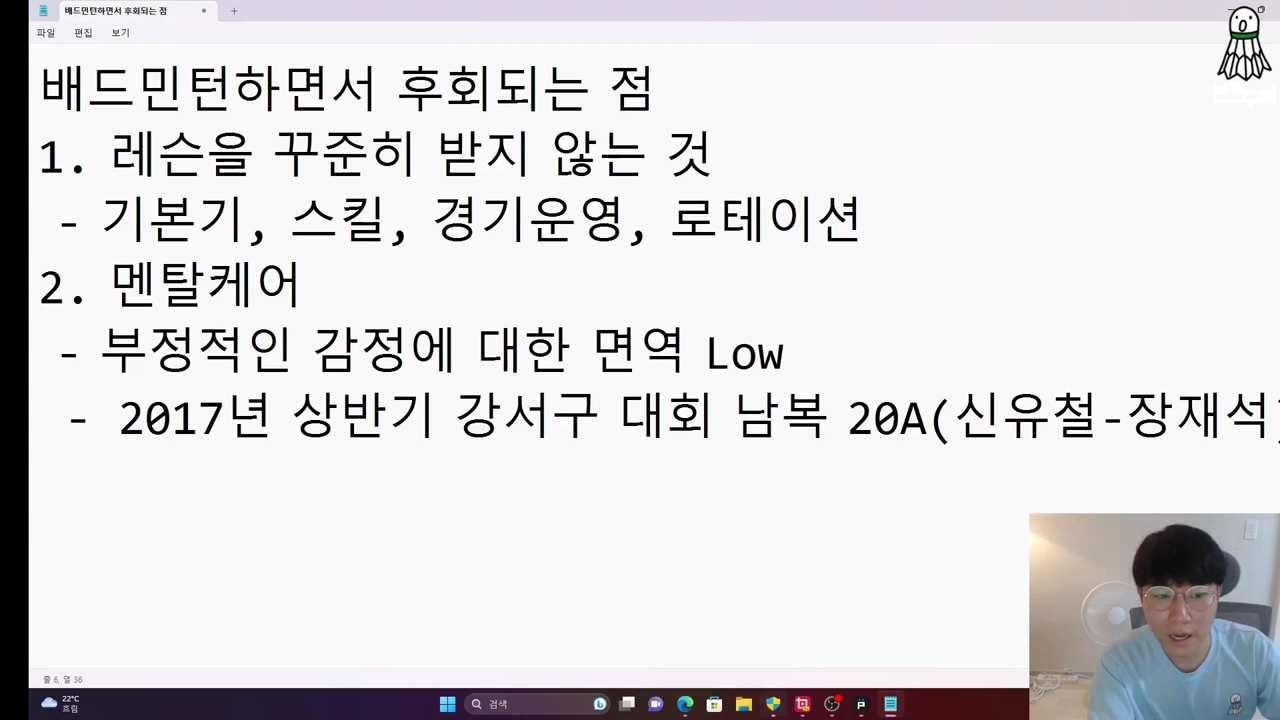 배드민턴하면서 후회되는 점
파일 편집 보기
배드민턴하면서 후회되는 점
1. 레슨을 꾸준히 받지 않는 것
- 기본기, 스킬, 경기운영, 로테이션
2. 멘탈케어
- 부정적인 감정에 대한 면역 Low
- 2017년 상반기 강서구 대회 남복 20A(신유철-장재석)
줄 6, 열 36
22°C
흐림
검색